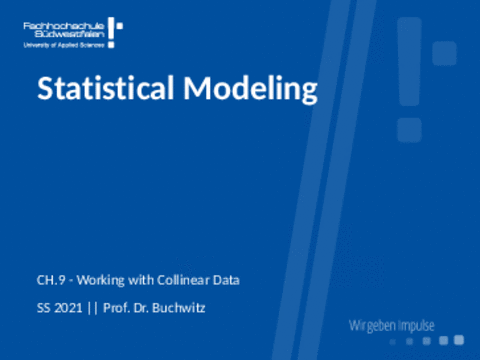 Fachhochschule
Südwestfalen
University of Applied Sciences
Statistical Modeling
CH.9 - Working with Collinear Data
SS 2021 || Prof. Dr. Buchwitz
Wir geben Impulse